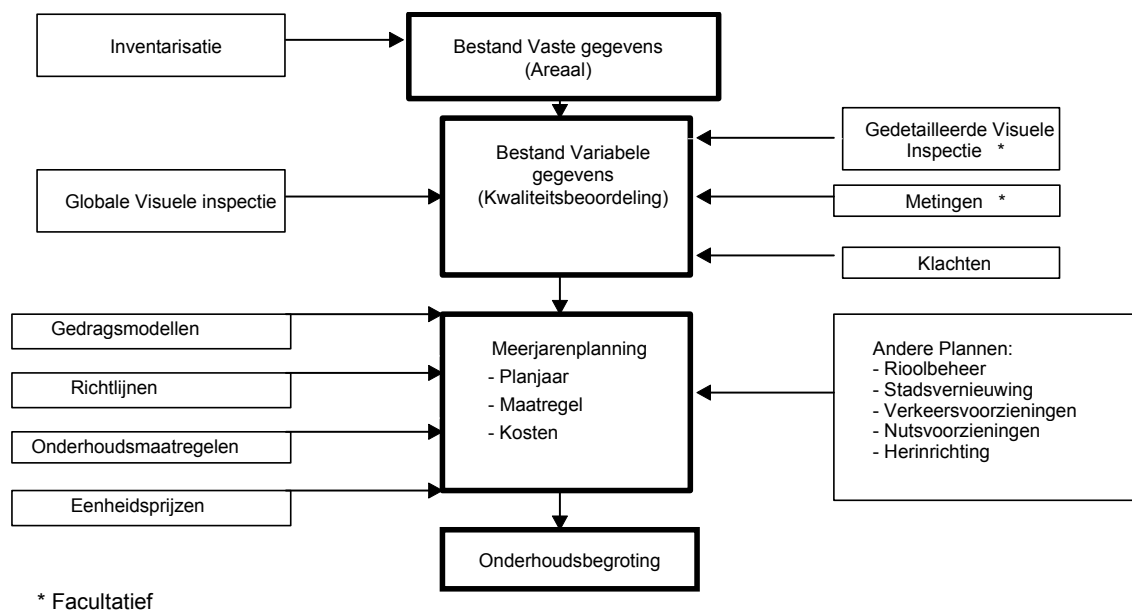 Inventarisatie
Bestand Vaste gegevens
(Areaal)
Gedetailleerde Visuele
Inspectie *
Bestand Variabele
gegevens
(Kwaliteitsbeoordeling)
Globale Visuele inspectie
Metingen *
Klachten
Gedragsmodellen
Richtlijnen
Onderhoudsmaatregelen
Eenheidsprijzen
Meerjarenplanning
- Planjaar
- Maatregel
- Kosten
Andere Plannen:
- Rioolbeheer
- Stadsvernieuwing
- Verkeersvoorzieningen
- Nutsvoorzieningen
- Herinrichting
Onderhoudsbegroting
* Facultatief